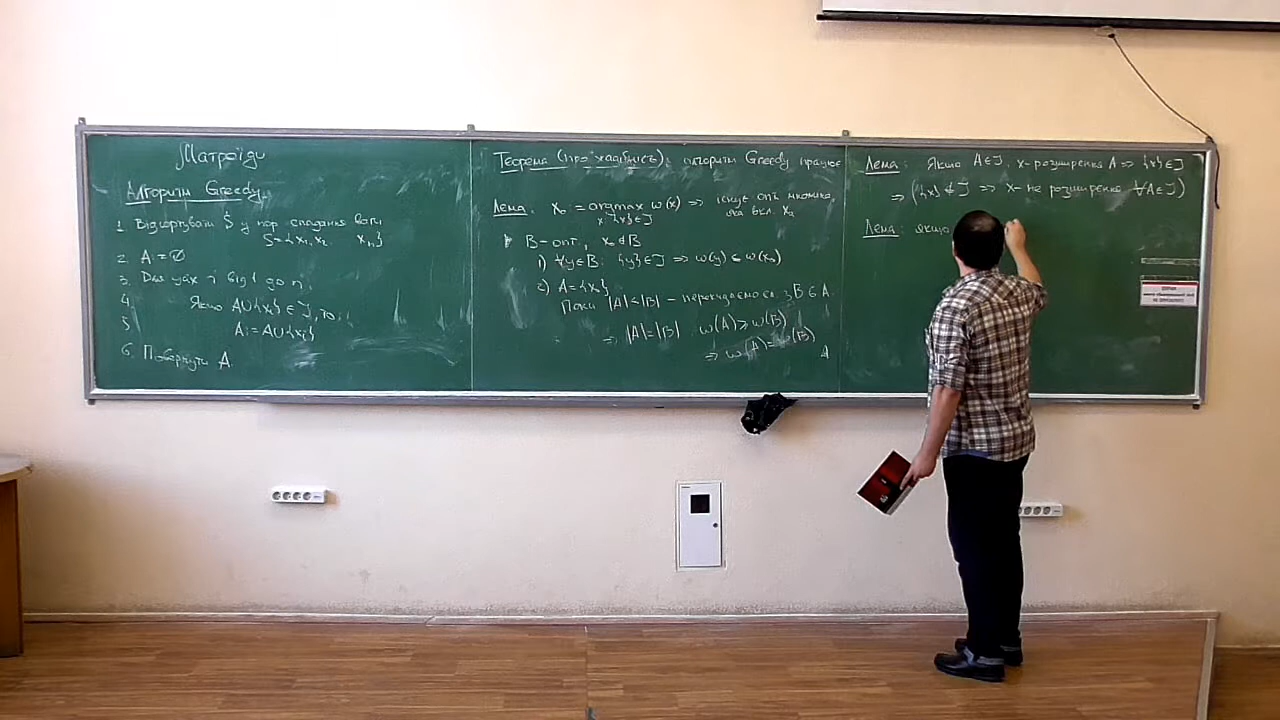 Матроїди
Алгоритм Greedy
1. Відсортувати S у пор. спадання ваги
S={x₁, x₂, xₙ}
2. A = ∅
3. Для усіх i від 1 до n:
4. Якщо A∪{xᵢ} ∈ J, то:
5 A := A∪{xᵢ}
6. Повернути A.
Теорема (про жадібність): алгоритм Greedy працює
Лема. x₀ := argmax w(x) ⇒ існує опт. множина,
x:{x}∈J яка вкл. x₀
B - опт., x₀ ∉ B
1) ∀y∈B: {y}∈J ⇒ w(y) ≤ w(x₀)
2) A={x₀}
Поки |A|<|B| - перекидаємо ел. з B в A.
⇒ |A|=|B| w(A) ≥ w(B)
⇒ w(A) = w(B)
Лема: Якщо A∈J, x-розширення A ⇒ {x}∈J
⇒ ({x} ∉ J ⇒ x-не розширення ∀A∈J)
Лема: якщо